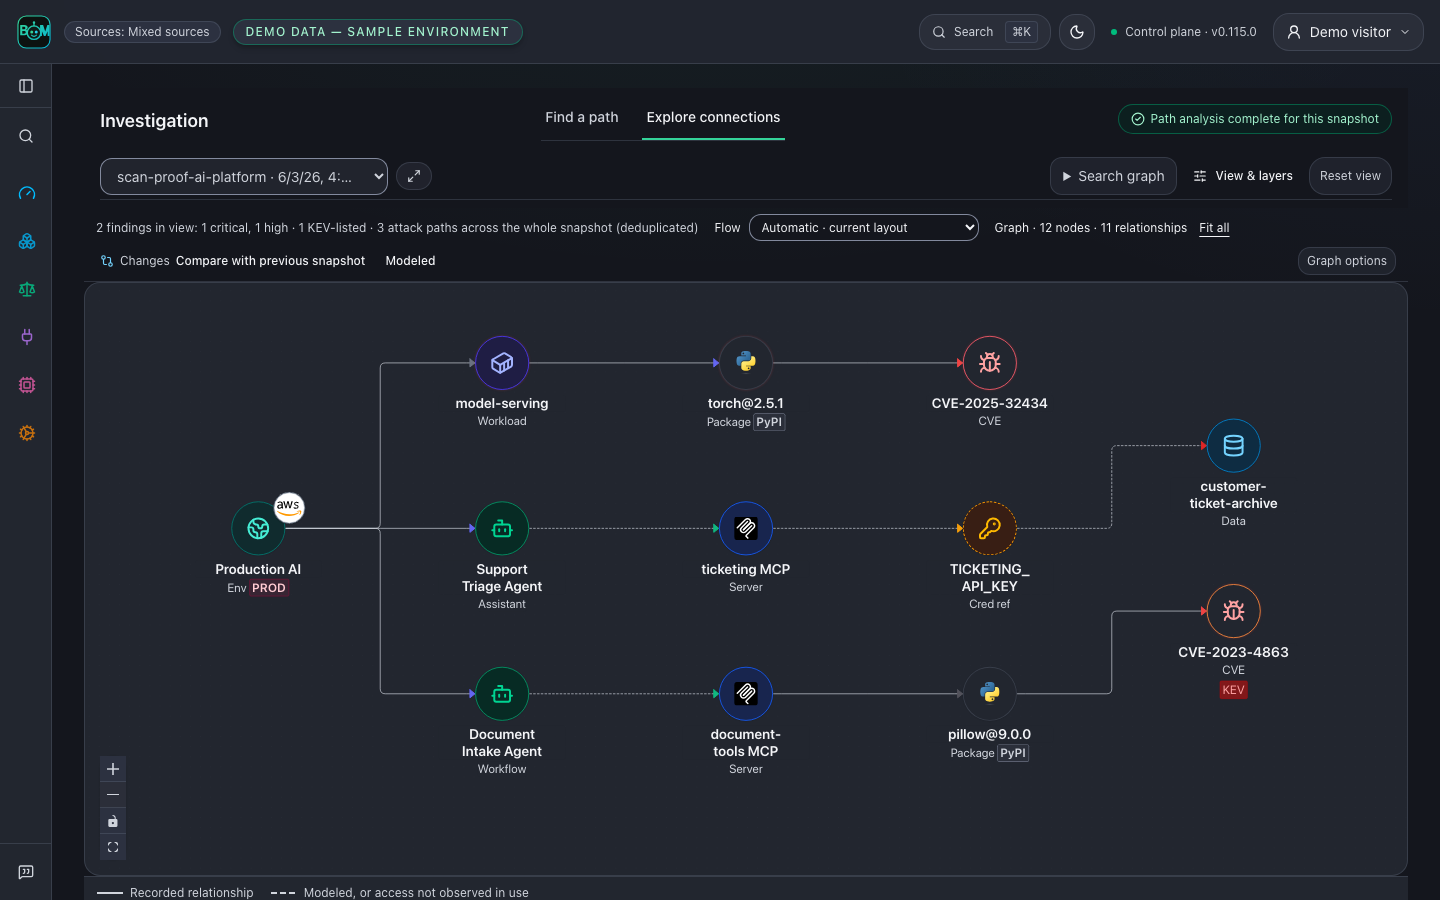 BOM
Sources: Mixed sources
DEMO DATA — SAMPLE ENVIRONMENT
Search ⌘K
Control plane · v0.115.0
Demo visitor
Investigation
Find a path
Explore connections
Path analysis complete for this snapshot
scan-proof-ai-platform · 6/3/26, 4:...
Search graph
View & layers
Reset view
2 findings in view: 1 critical, 1 high · 1 KEV-listed · 3 attack paths across the whole snapshot (deduplicated)
Flow
Automatic · current layout
Graph · 12 nodes · 11 relationships
Fit all
Changes
Compare with previous snapshot
Modeled
Graph options
model-serving
Workload
torch@2.5.1
Package PyPI
CVE-2025-32434
CVE
customer-
ticket-archive
Data
aws
Production AI
Env PROD
Support
Triage Agent
Assistant
ticketing MCP
Server
TICKETING_
API_KEY
Cred ref
CVE-2023-4863
CVE
KEV
Document
Intake Agent
Workflow
document-
tools MCP
Server
pillow@9.0.0
Package PyPI
Recorded relationship
Modeled, or access not observed in use